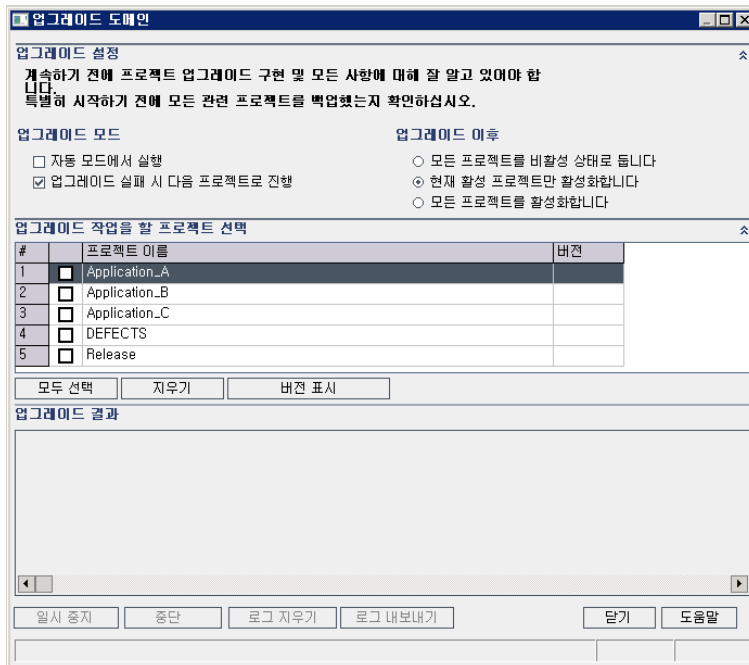 업그레이드 도메인
업그레이드 설정
계속하기 전에 프로젝트 업그레이드 구현 및 모든 사항에 대해 잘 알고 있어야 합
니다.
특별히 시작하기 전에 모든 관련 프로젝트를 백업했는지 확인하십시오.
업그레이드 모드
자동 모드에서 실행
업그레이드 실패 시 다음 프로젝트로 진행
업그레이드 이후
모든 프로젝트를 비활성 상태로 둡니다
현재 활성 프로젝트만 활성화합니다
모든 프로젝트를 활성화합니다
업그레이드 작업을 할 프로젝트 선택
# 프로젝트 이름 버전
1 Application_A
2 Application_B
3 Application_C
4 DEFECTS
5 Release
모두 선택 지우기 버전 표시
업그레이드 결과
일시 중지 중단 로그 지우기 로그 내보내기 닫기 도움말